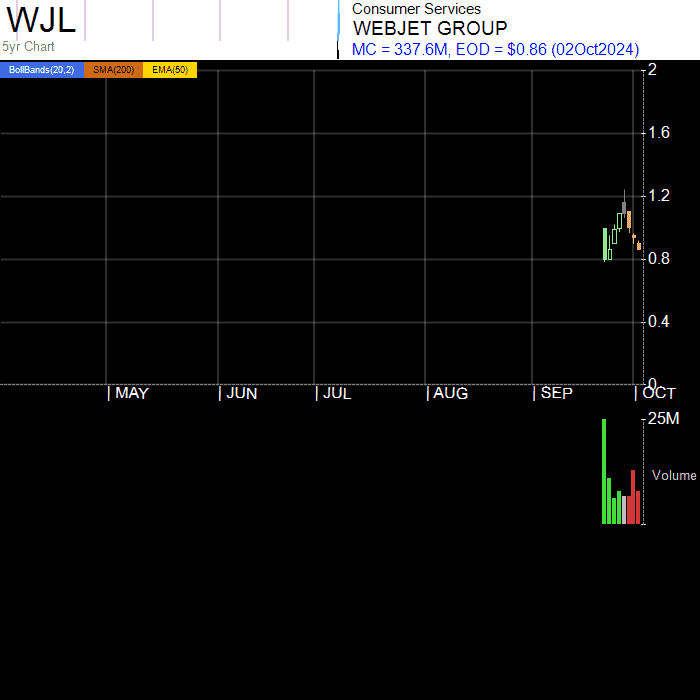 WJL
5yr Chart
Consumer Services
WEBJET GROUP
MC = 337.6M, EOD = $0.86 (02Oct2024)
BollBands(20,2) SMA(200) EMA(50)
2
1.6
1.2
0.8
0.4
0
MAY JUN JUL AUG SEP OCT
25M
Volume